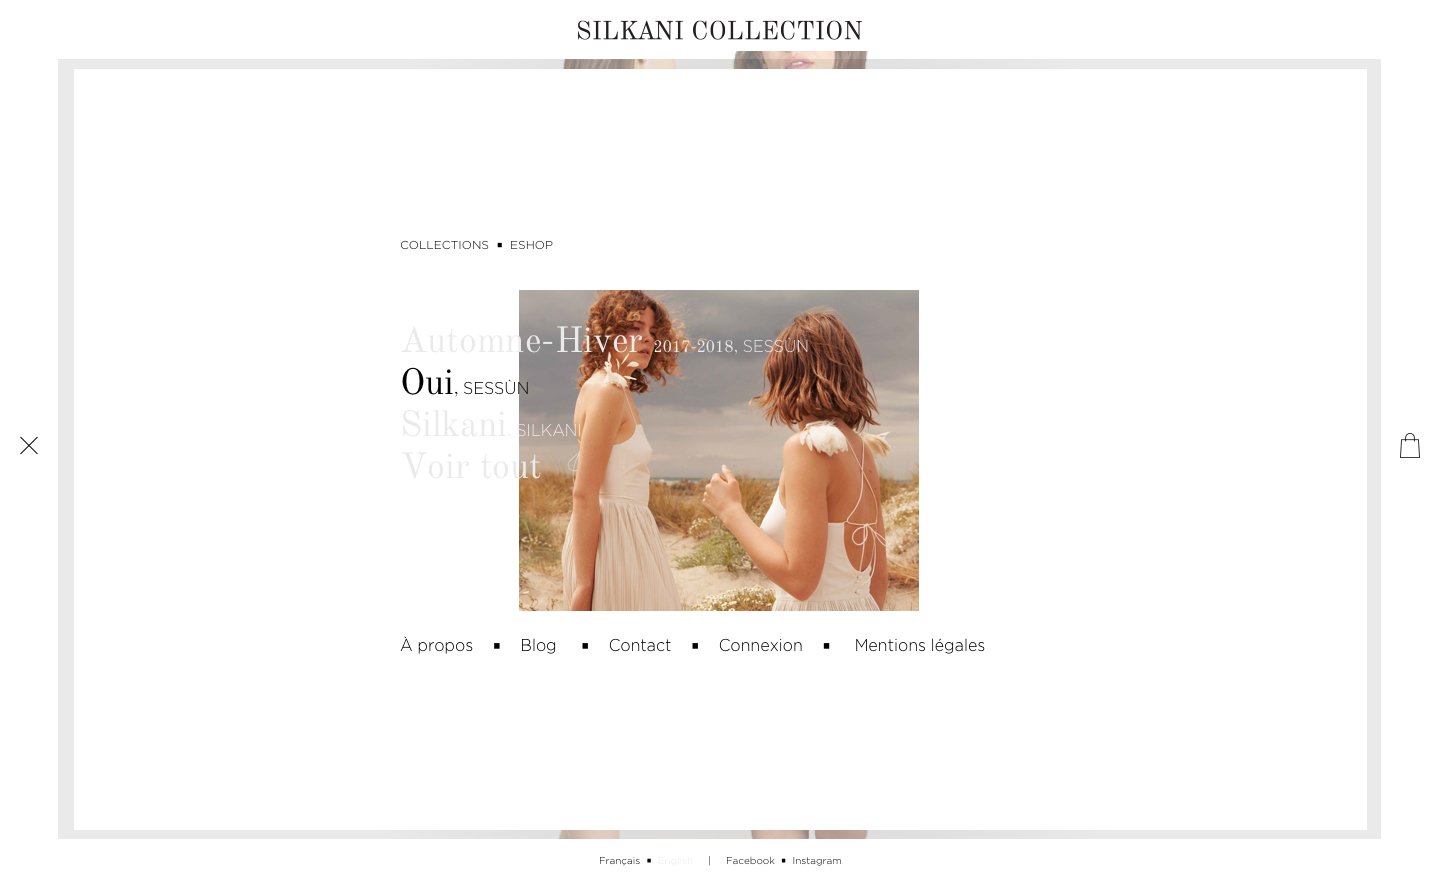 SILKANI COLLECTION
COLLECTIONS ▪ ESHOP
Automne-Hiver 2017-2018, SESSÙN
Oui, SESSÙN
Silkani, SILKANI
Voir tout
À propos ▪ Blog ▪ Contact ▪ Connexion ▪ Mentions légales
Français ▪ English | Facebook ▪ Instagram